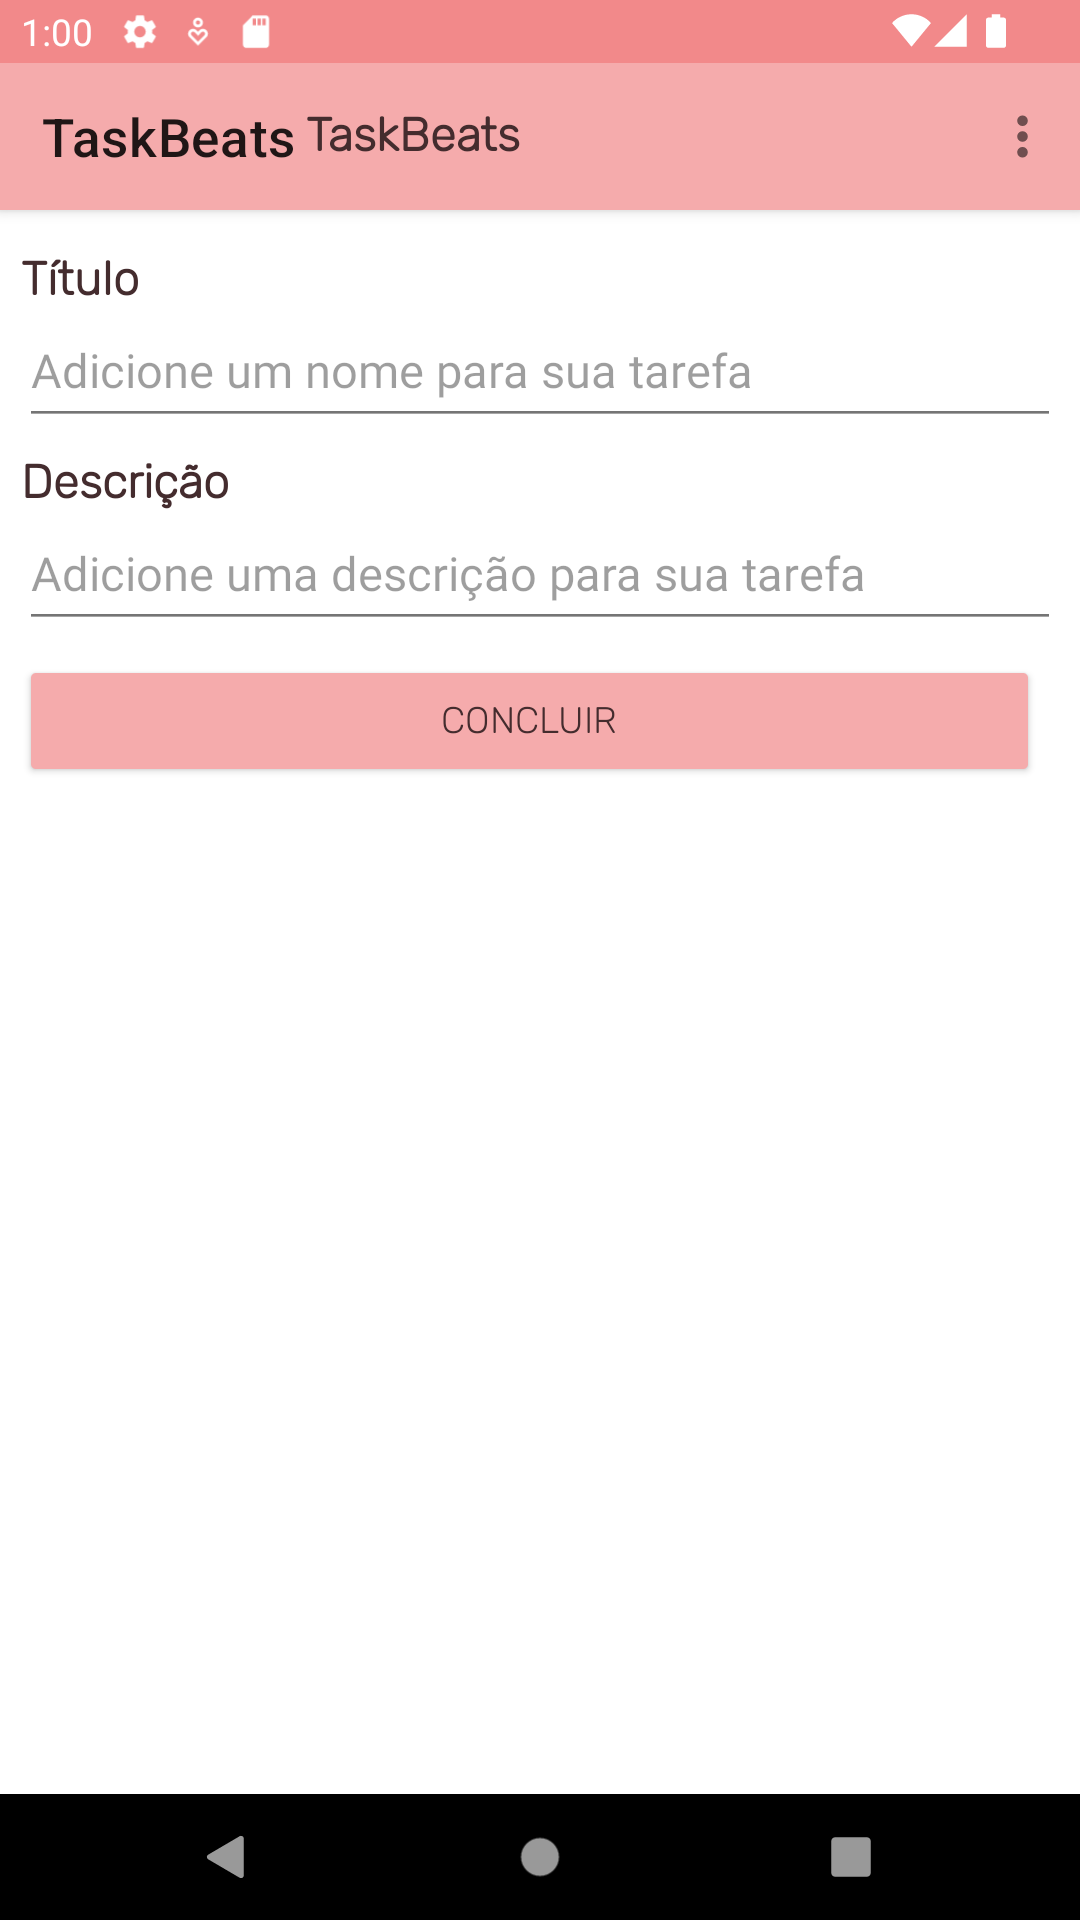 1:00
TaskBeats TaskBeats
Título
Adicione um nome para sua tarefa
Descrição
Adicione uma descrição para sua tarefa
CONCLUIR